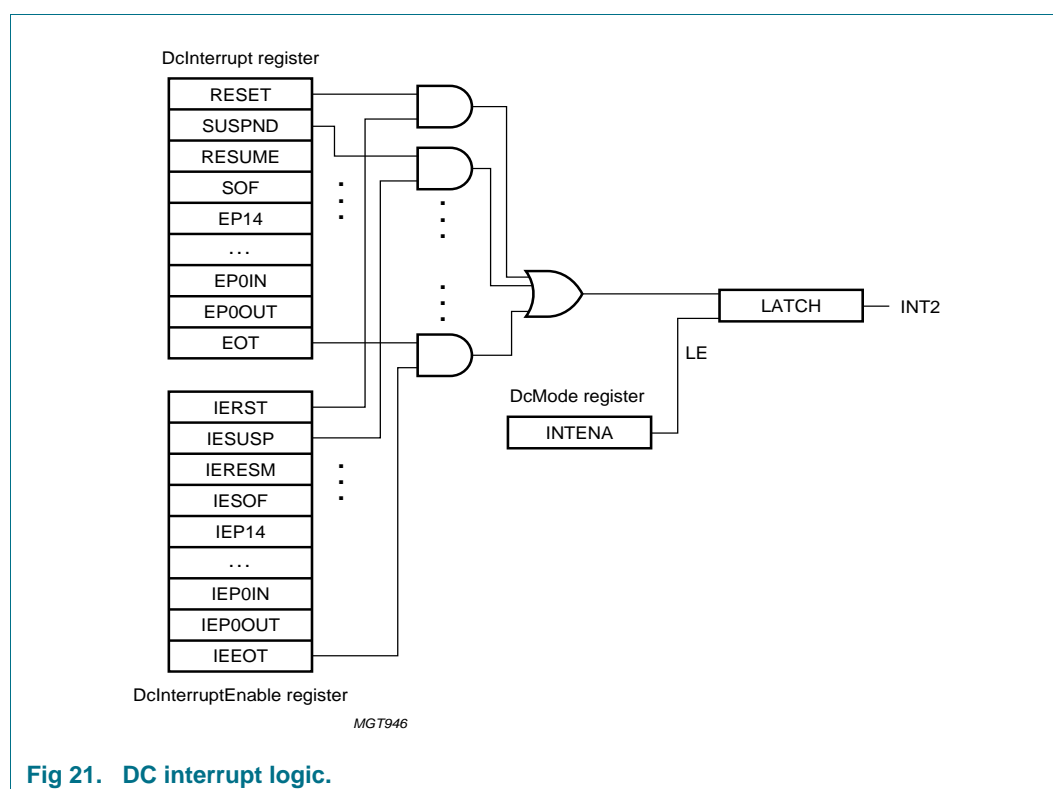 DcInterrupt register
RESET
SUSPND
RESUME
SOF
EP14
...
EP0IN
EP0OUT
EOT
IERST
IESUSP
IERESM
IESOF
IEP14
...
IEP0IN
IEP0OUT
IEEOT
DcInterruptEnable register
LATCH
INT2
LE
DcMode register
INTENA
MGT946
Fig 21. DC interrupt logic.